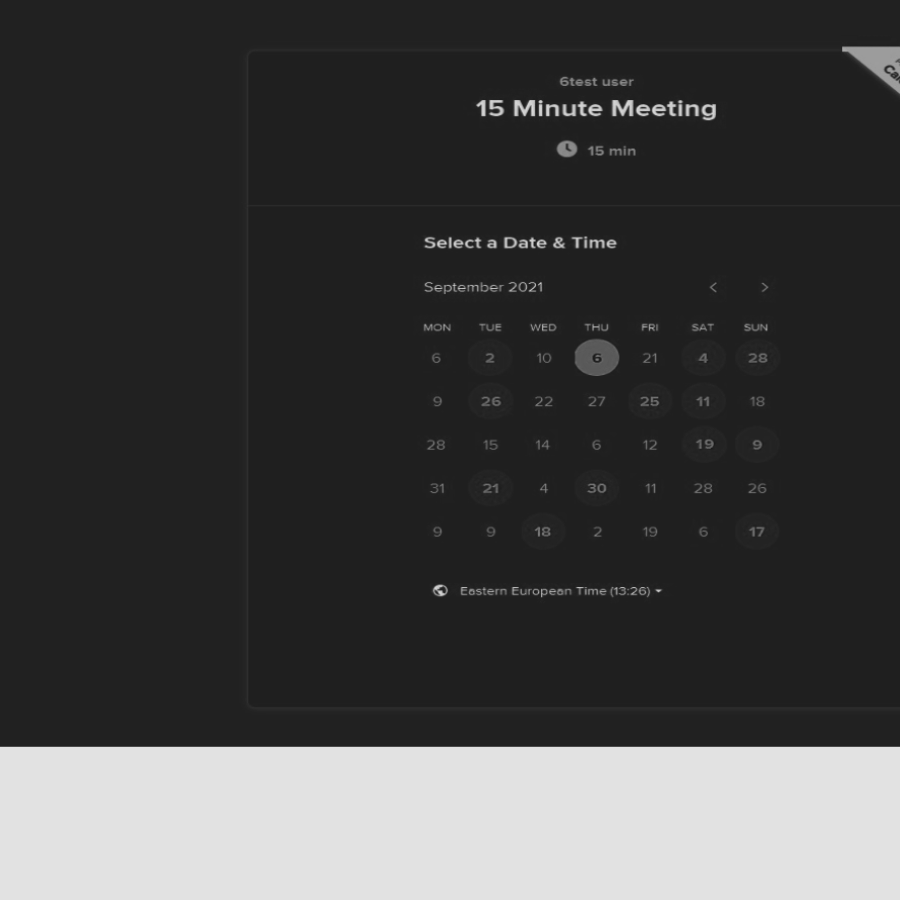 6test user
15 Minute Meeting
15 min
Select a Date & Time
September 2021
MON TUE WED THU FRI SAT SUN
6 2 10 6 21 4 28
9 26 22 27 25 11 18
28 15 14 6 12 19 9
31 21 4 30 11 28 26
9 9 18 2 19 6 17
Eastern European Time (13:26)